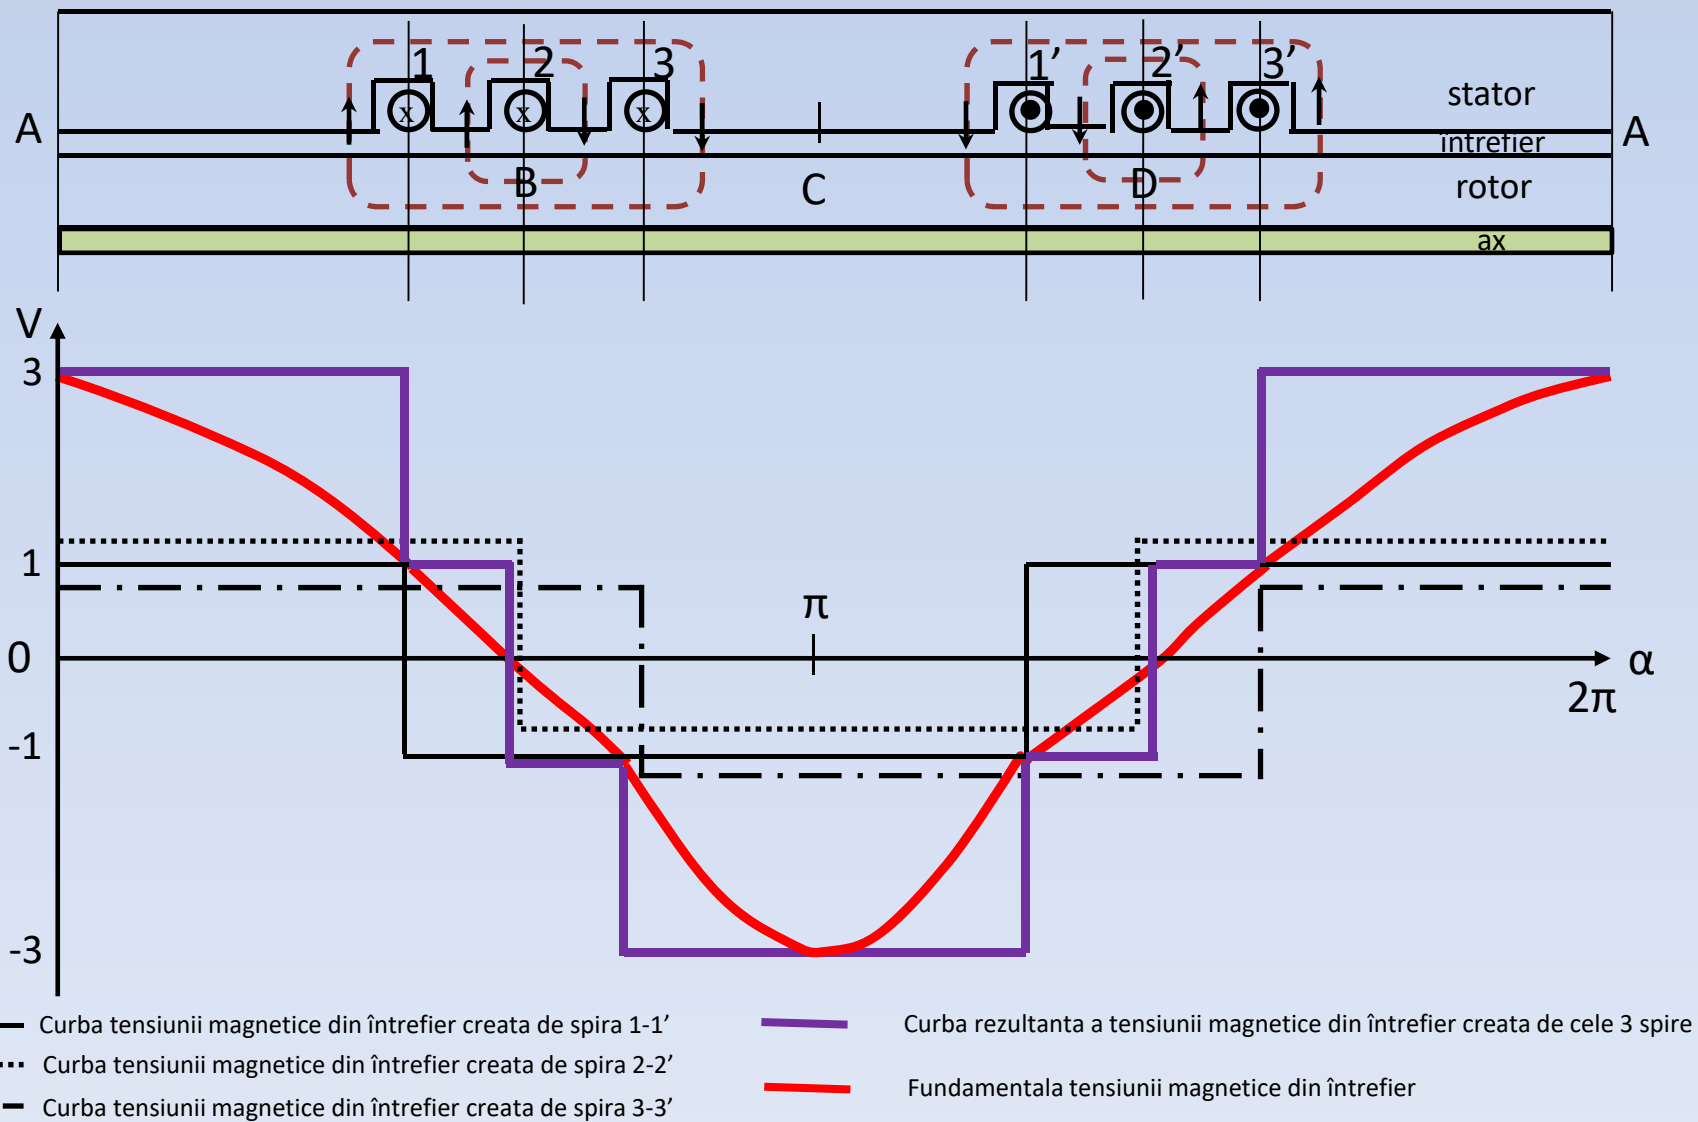 1 2 3 1’ 2’ 3’
stator
A A
întrefier
x x x
B C D
rotor
ax
V
3
1
π
0 α
2π
-1
-3
Curba tensiunii magnetice din întrefier creata de spira 1-1’
Curba rezultanta a tensiunii magnetice din întrefier creata de cele 3 spire
Curba tensiunii magnetice din întrefier creata de spira 2-2’
Fundamentala tensiunii magnetice din întrefier
Curba tensiunii magnetice din întrefier creata de spira 3-3’